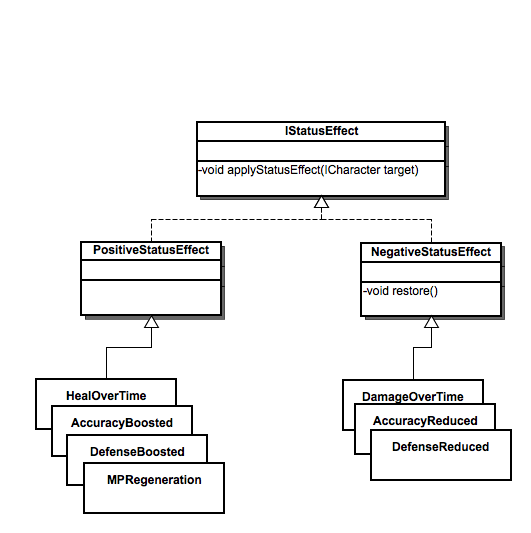 IStatusEffect
-void applyStatusEffect(ICharacter target)
PositiveStatusEffect
NegativeStatusEffect
-void restore()
HealOverTime
AccuracyBoosted
DefenseBoosted
MPRegeneration
DamageOverTime
AccuracyReduced
DefenseReduced